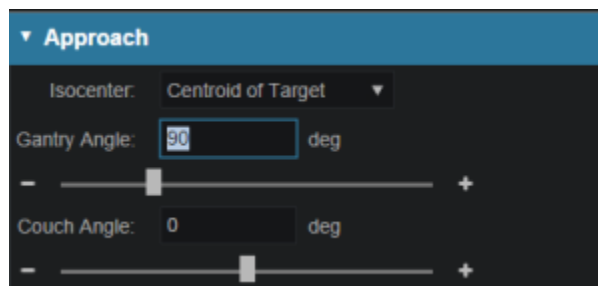 ▼ Approach
Isocenter: Centroid of Target ▼
Gantry Angle: 90 deg
− +
Couch Angle: 0 deg
− +